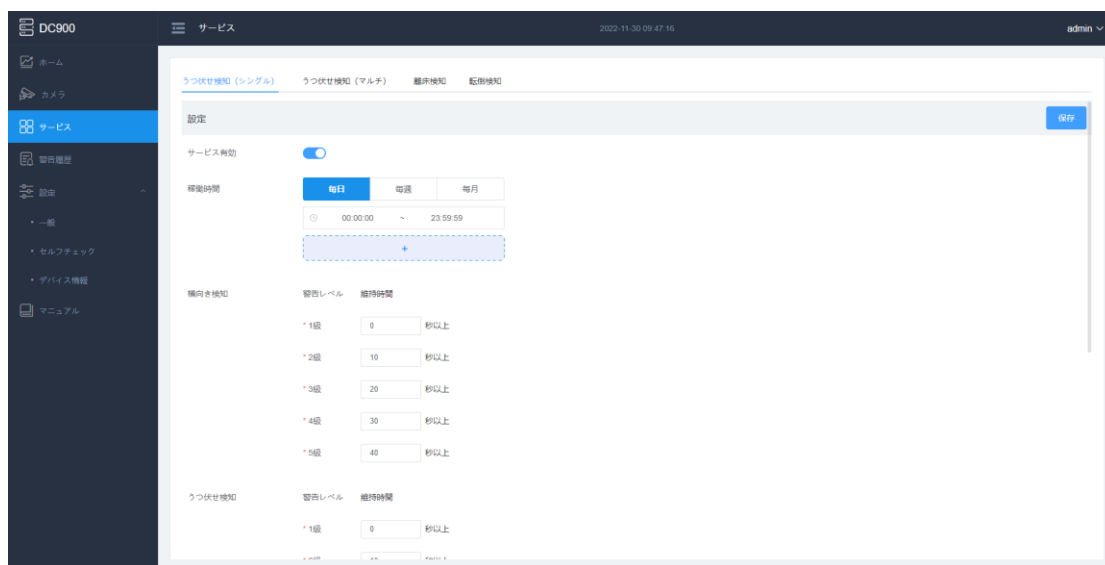 DC900
サービス
2022-11-30 09:47:16
admin
ホーム
カメラ
サービス
警告履歴
設定
・一般
・セルフチェック
・デバイス情報
マニュアル
うつ伏せ検知（シングル） うつ伏せ検知（マルチ） 離床検知 転倒検知
設定 保存
サービス有効
稼働時間 毎日 毎週 毎月
00:00:00 ~ 23:59:59
+
横向き検知 警告レベル 維持時間
* 1級 0 秒以上
* 2級 10 秒以上
* 3級 20 秒以上
* 4級 30 秒以上
* 5級 40 秒以上
うつ伏せ検知 警告レベル 維持時間
* 1級 0 秒以上